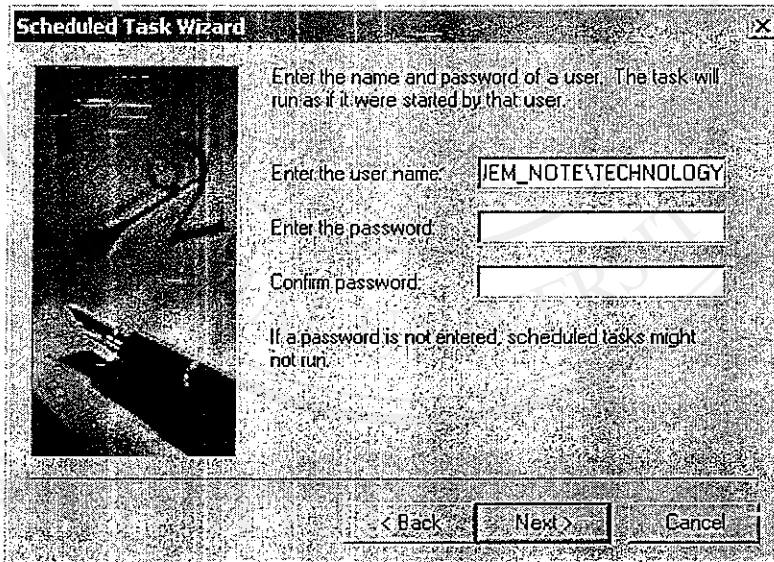 Scheduled Task Wizard
Enter the name and password of a user. The task will
run as if it were started by that user.
Enter the user name: JEM_NOTE\TECHNOLOGY
Enter the password:
Confirm password:
If a password is not entered, scheduled tasks might
not run.
< Back Next > Cancel